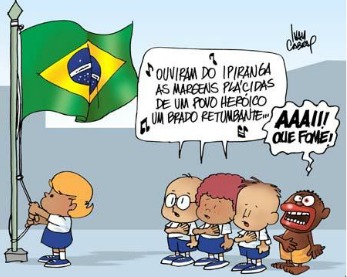 IVAN
CABRAL
OUVIRAM DO IPIRANGA
AS MARGENS PLÁCIDAS
DE UM POVO HERÓICO
UM BRADO RETUMBANTE...
AAAII!
QUE FOME!